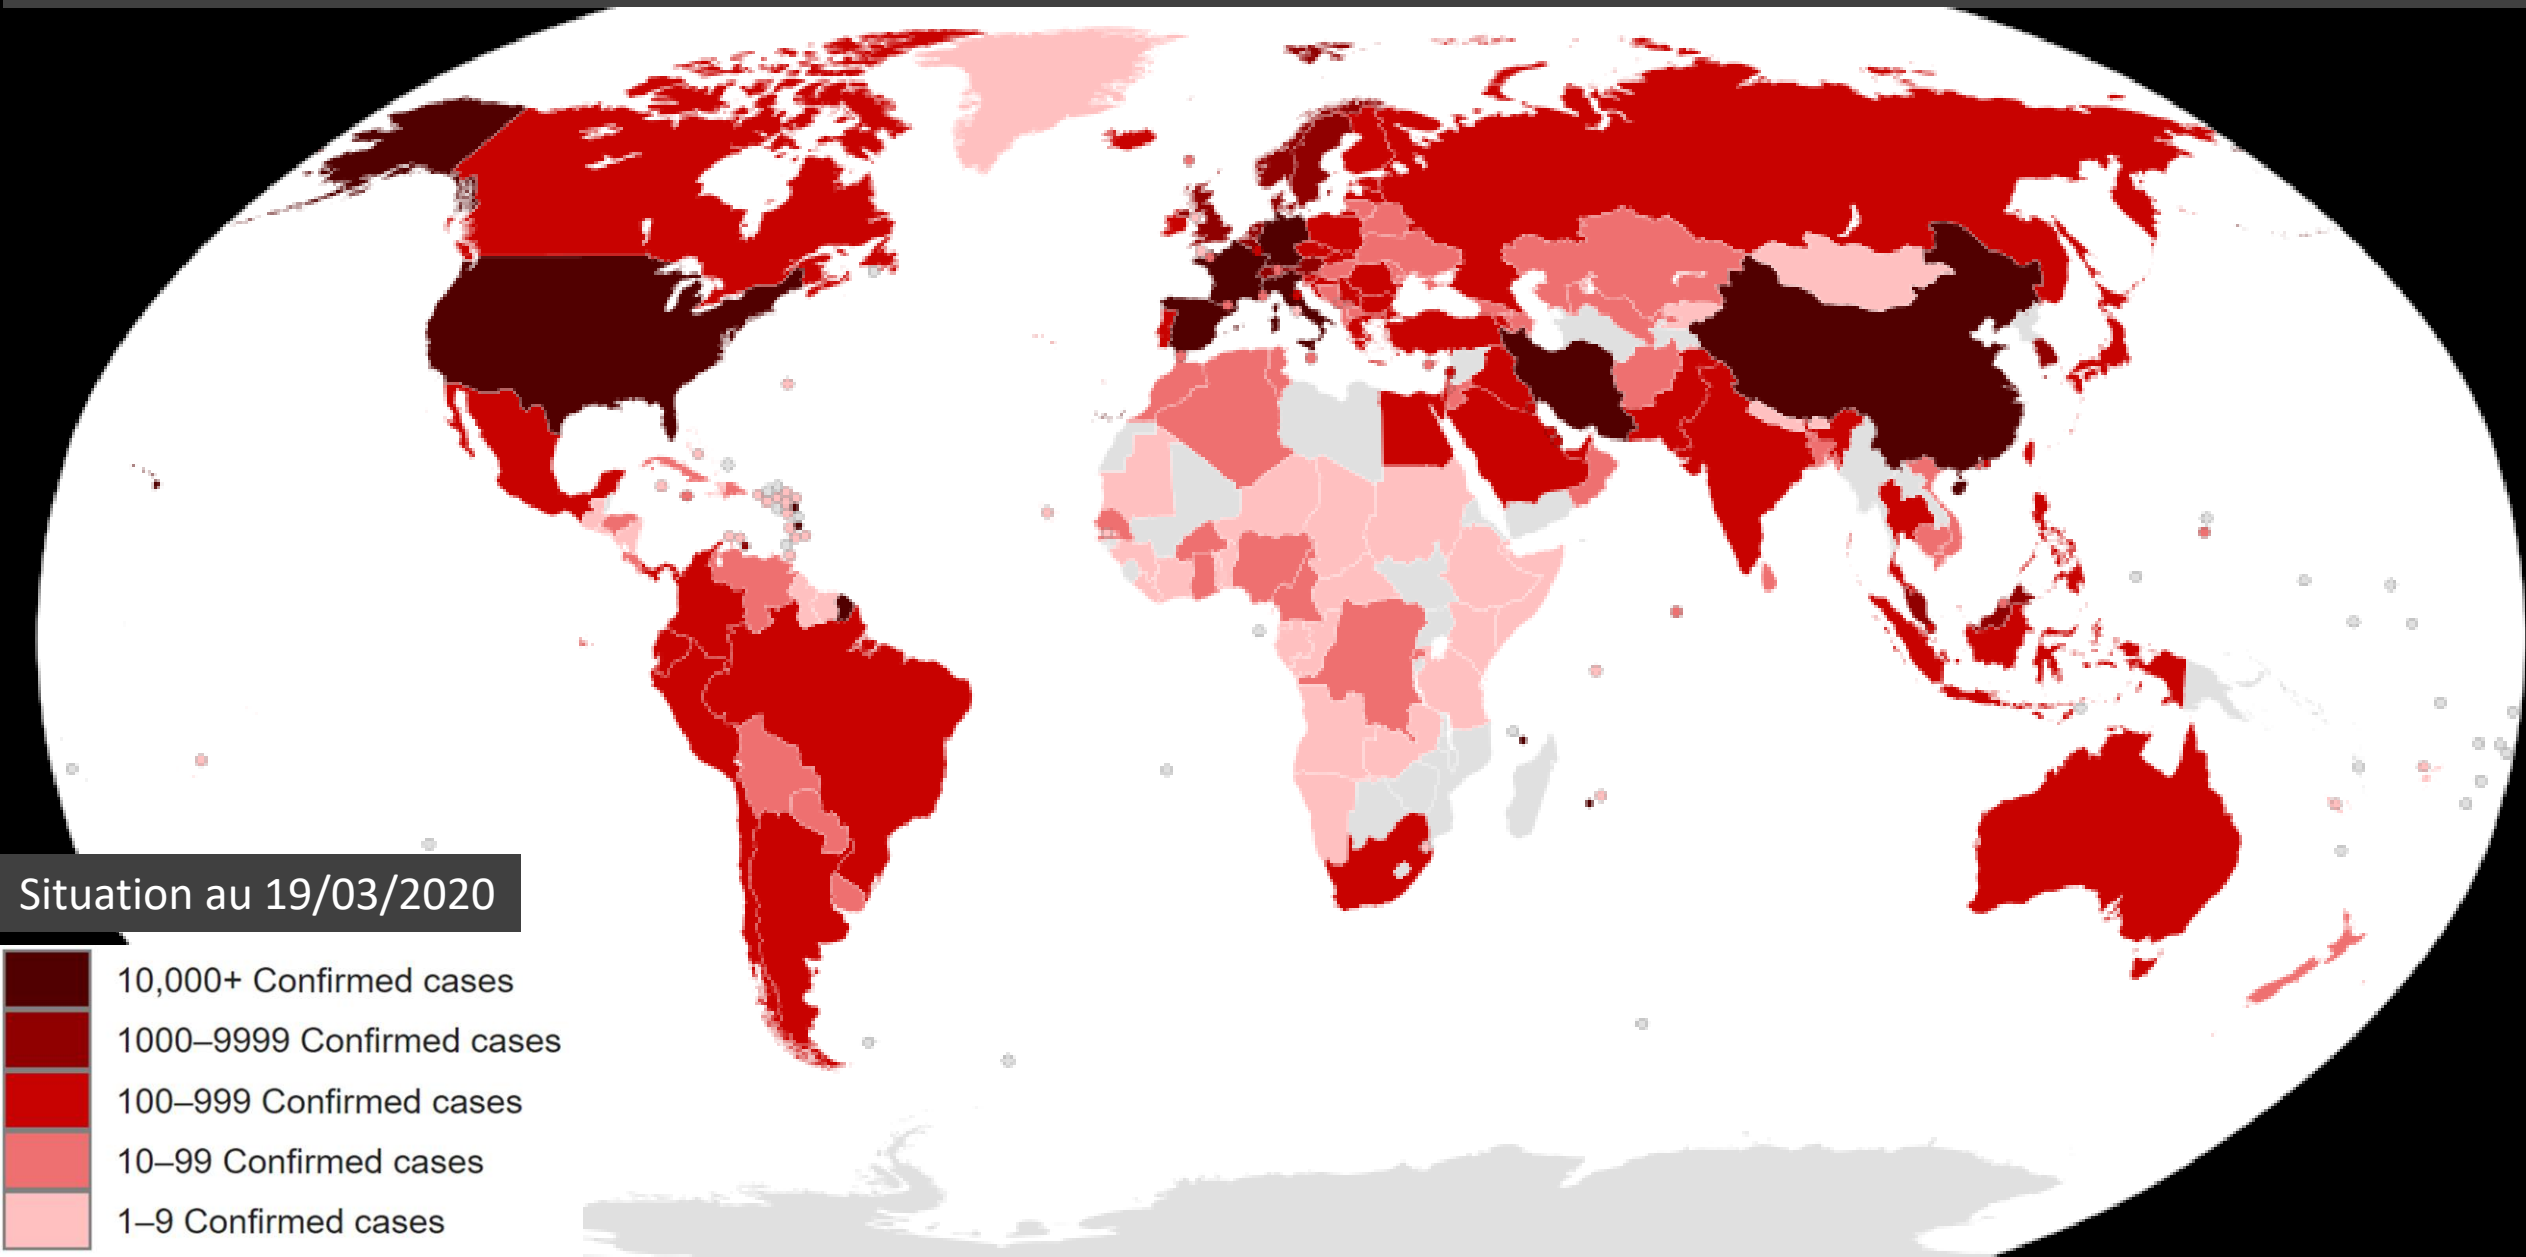 Situation au 19/03/2020
10,000+ Confirmed cases
1000–9999 Confirmed cases
100–999 Confirmed cases
10–99 Confirmed cases
1–9 Confirmed cases